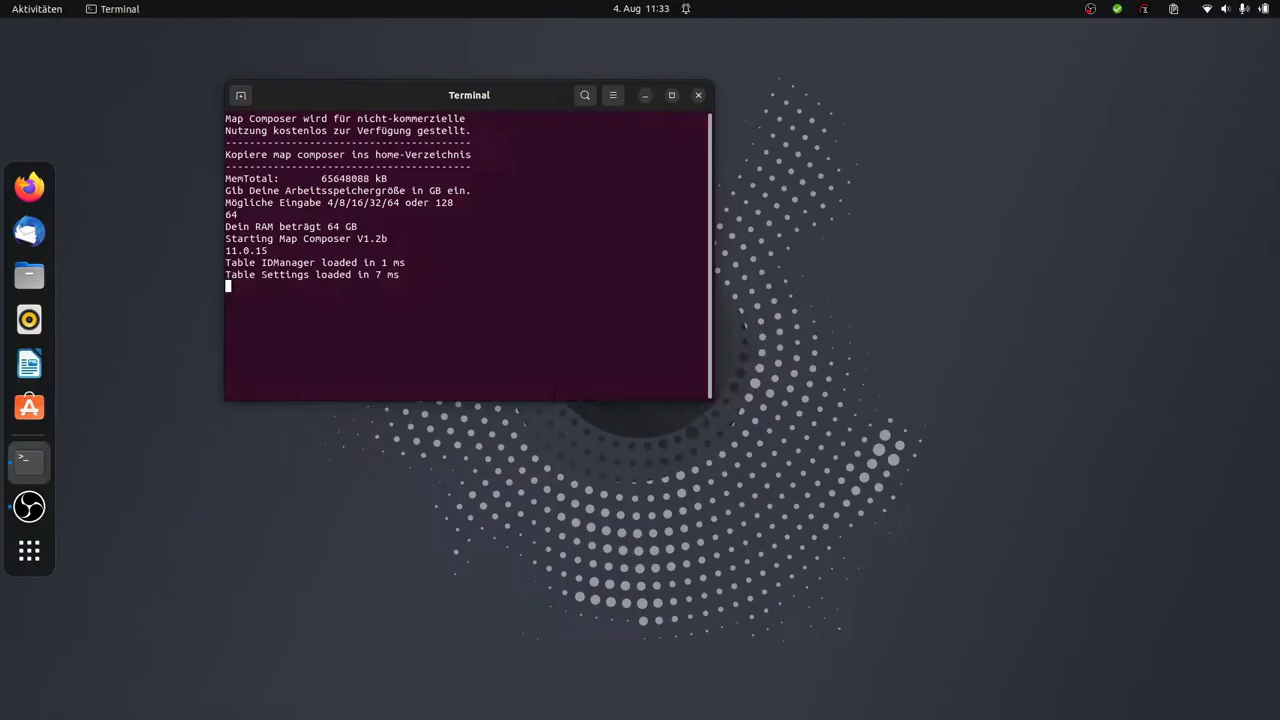 Aktivitäten
Terminal
4. Aug 11:33
Terminal
Map Composer wird für nicht-kommerzielle
Nutzung kostenlos zur Verfügung gestellt.
-----------------------------------------
Kopiere map composer ins home-Verzeichnis
-----------------------------------------
MemTotal:       65648088 kB
Gib Deine Arbeitsspeichergröße in GB ein.
Mögliche Eingabe 4/8/16/32/64 oder 128
64
Dein RAM beträgt 64 GB
Starting Map Composer V1.2b
11.0.15
Table IDManager loaded in 1 ms
Table Settings loaded in 7 ms